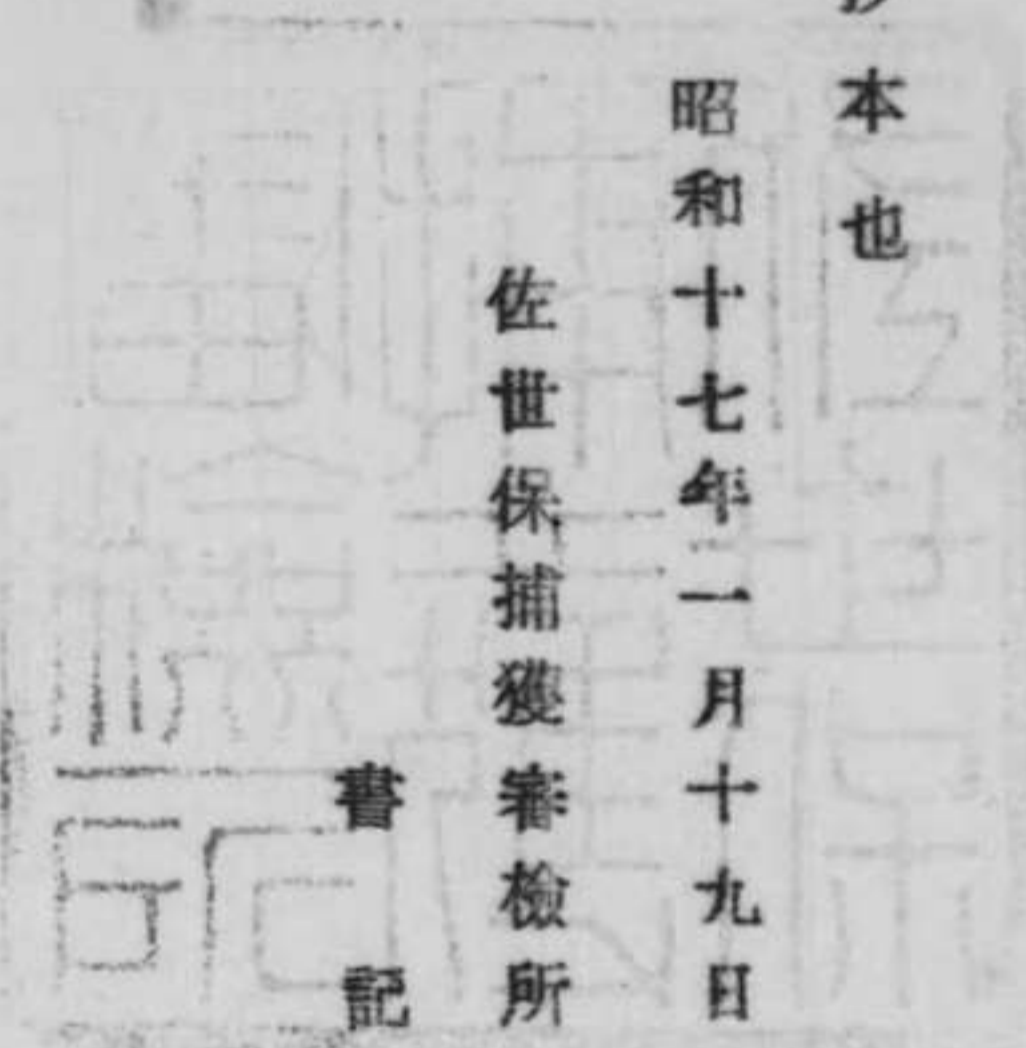 抄本也
昭和十七年一月十九日
佐世保捕獲審檢所
書記